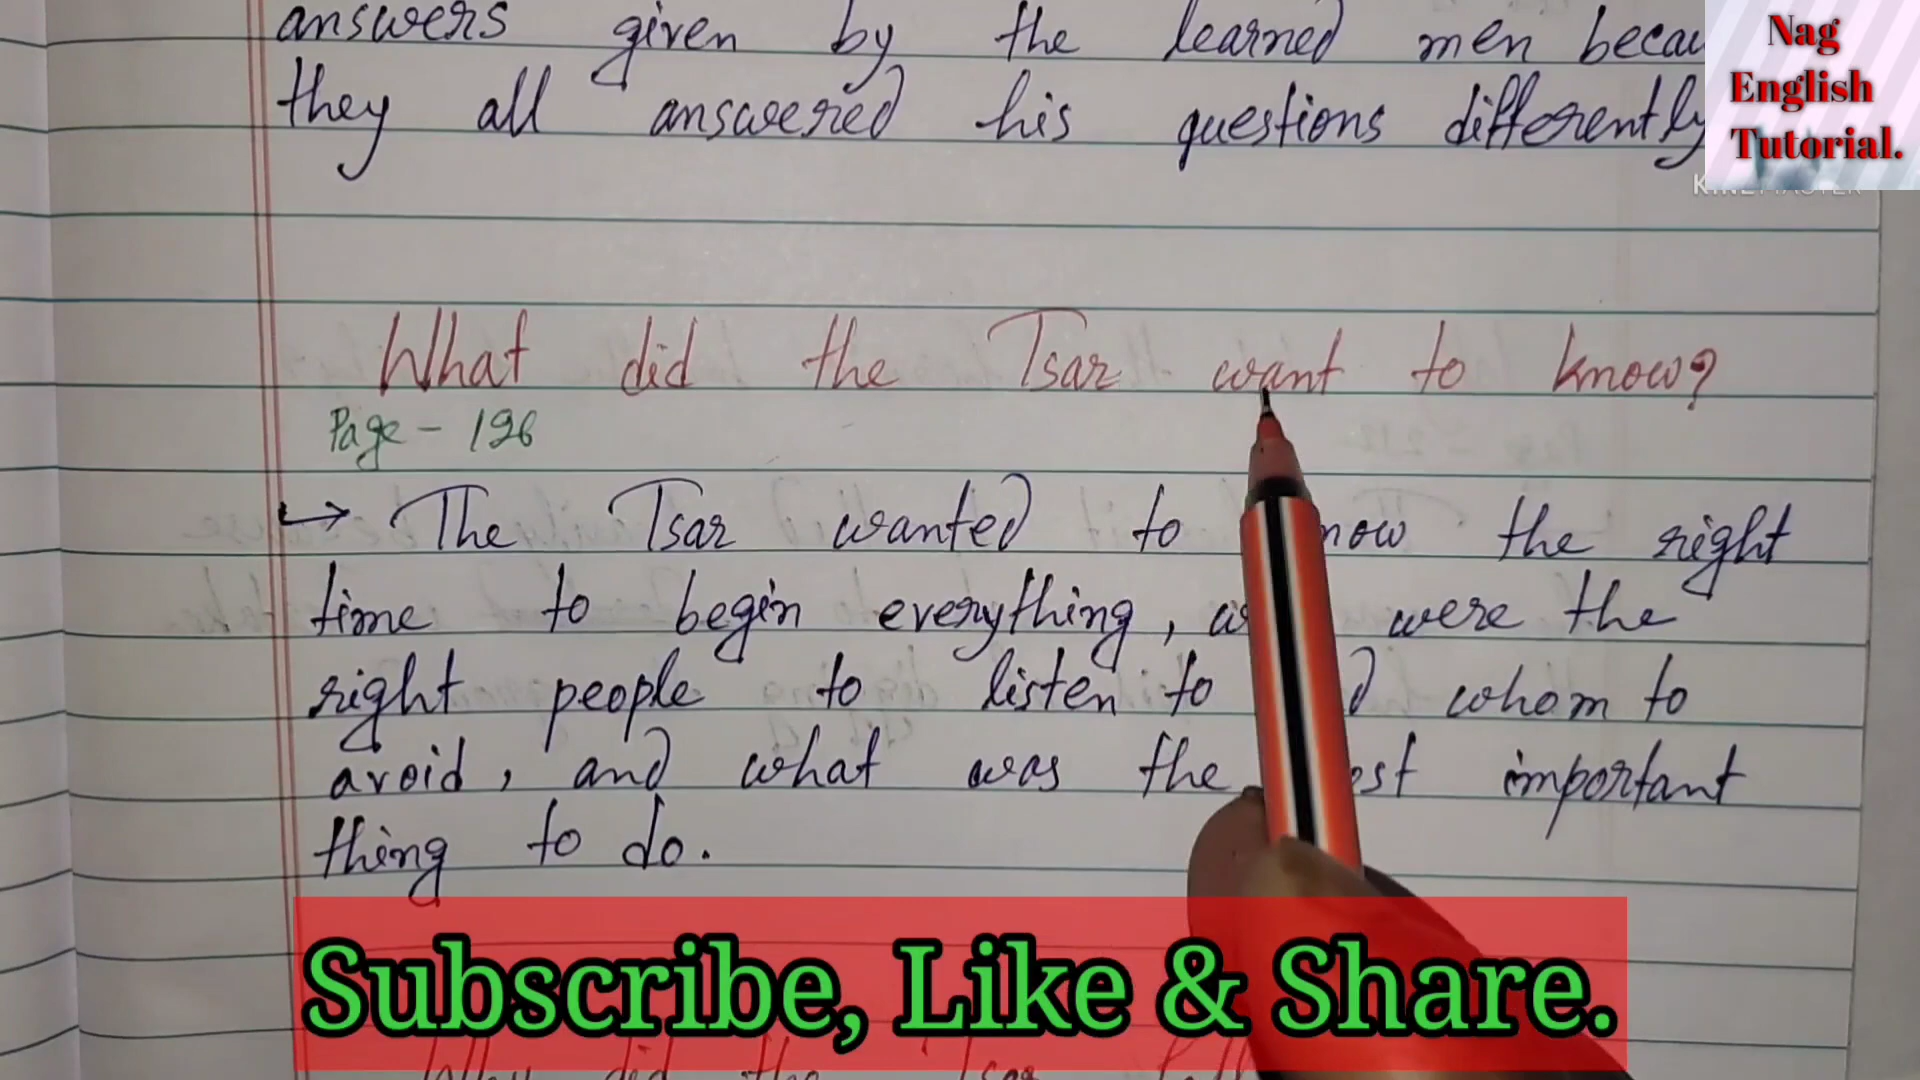 answers given by the learned men becau
they all answered his questions differently
Nag
English
Tutorial.
What did the Tsar want to know?
Page - 196
→ The Tsar wanted to now the right
time to begin everything, were the
right people to listen to whom to
avoid, and what was the important
thing to do.
Subscribe, Like & Share.
did the Tsar